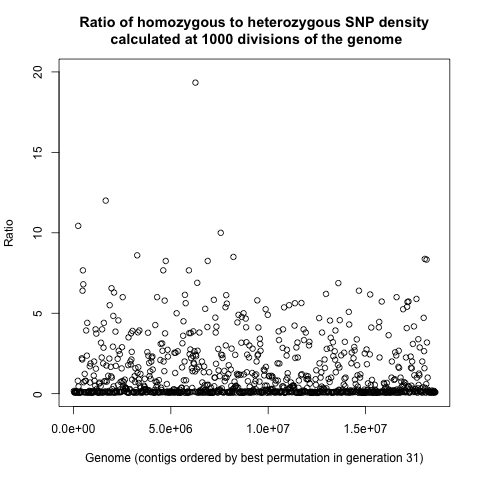 Ratio of homozygous to heterozygous SNP density
calculated at 1000 divisions of the genome
20
15
10
5
0
Ratio
0.0e+00 5.0e+06 1.0e+07 1.5e+07
Genome (contigs ordered by best permutation in generation 31)